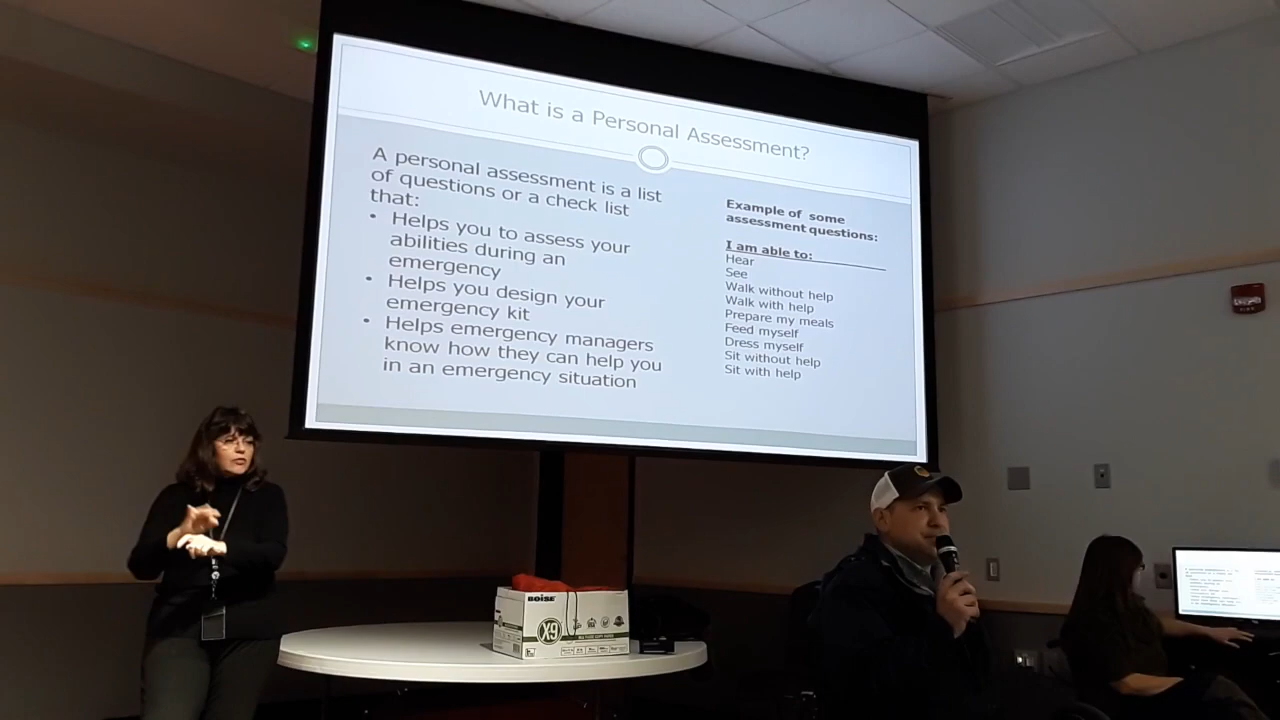 What is a Personal Assessment?
A personal assessment is a list
of questions or a check list
that:
• Helps you to assess your
abilities during an
emergency
• Helps you design your
emergency kit
• Helps emergency managers
know how they can help you
in an emergency situation
Example of some
assessment questions:
I am able to:
Hear
See
Walk without help
Walk with help
Prepare my meals
Feed myself
Dress myself
Sit without help
Sit with help
BOISE
X9